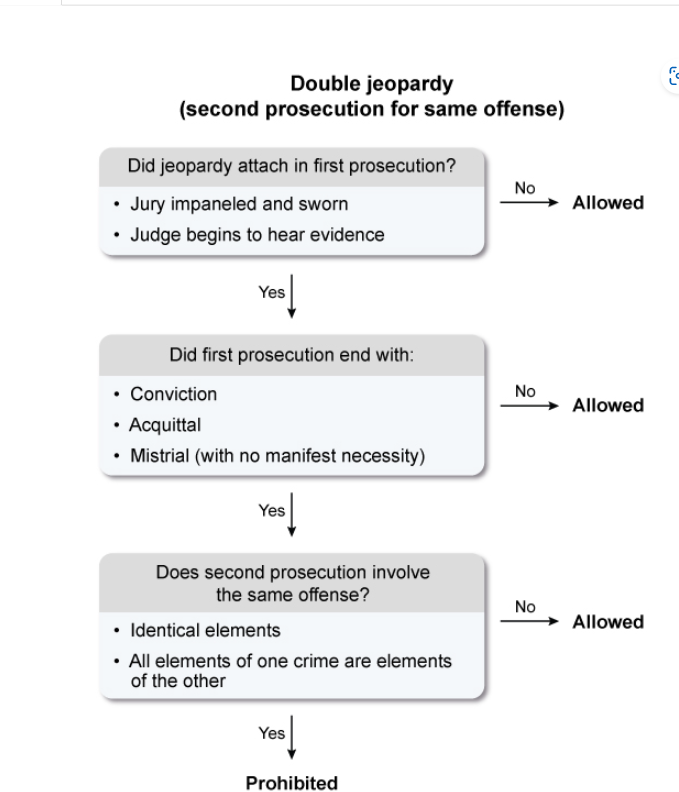 Double jeopardy
(second prosecution for same offense)
Did jeopardy attach in first prosecution?
• Jury impaneled and sworn
• Judge begins to hear evidence
No
Allowed
Yes
Did first prosecution end with:
• Conviction
• Acquittal
• Mistrial (with no manifest necessity)
No
Allowed
Yes
Does second prosecution involve
the same offense?
• Identical elements
• All elements of one crime are elements
of the other
No
Allowed
Yes
Prohibited